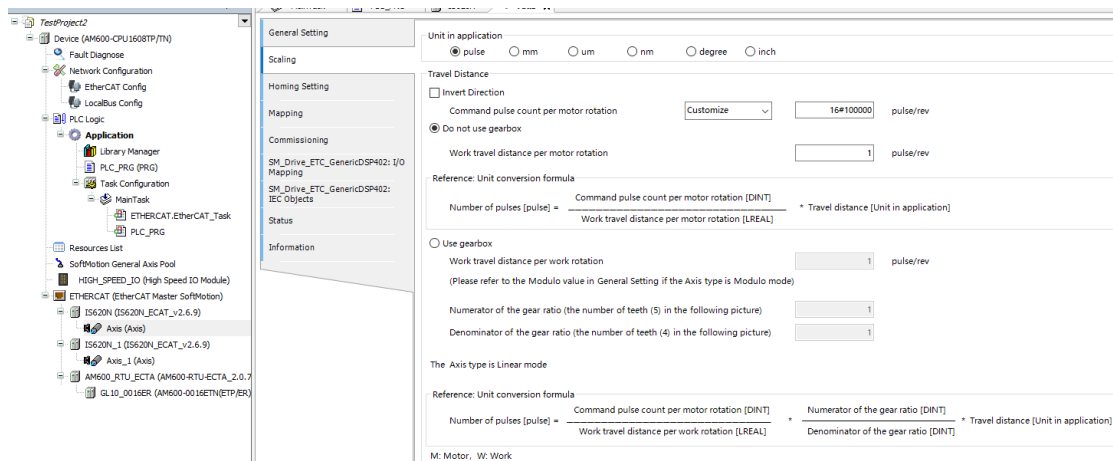 TestProject2
Device (AM600-CPU1608TP/TN)
Fault Diagnose
Network Configuration
EtherCAT Config
LocalBus Config
PLC Logic
Application
Library Manager
PLC_PRG (PRG)
Task Configuration
MainTask
ETHERCAT.EtherCAT_Task
PLC_PRG
Resources List
SoftMotion General Axis Pool
HIGH_SPEED_IO (High Speed IO Module)
ETHERCAT (EtherCAT Master SoftMotion)
IS620N (IS620N_ECAT_v2.6.9)
Axis (Axis)
IS620N_1 (IS620N_ECAT_v2.6.9)
Axis_1 (Axis)
AM600_RTU_ECTA (AM600-RTU-ECTA_2.0.7
GL10_0016ER (AM600-0016ETN(ETP/ER)
General Setting
Scaling
Homing Setting
Mapping
Commissioning
SM_Drive_ETC_GenericDSP402: I/O
Mapping
SM_Drive_ETC_GenericDSP402:
IEC Objects
Status
Information
Unit in application
pulse mm um nm degree inch
Travel Distance
Invert Direction
Command pulse count per motor rotation Customize 16#100000 pulse/rev
Do not use gearbox
Work travel distance per motor rotation 1 pulse/rev
Reference: Unit conversion formula
Command pulse count per motor rotation [DINT]
Number of pulses [pulse] = * Travel distance [Unit in application]
Work travel distance per motor rotation [LREAL]
Use gearbox
Work travel distance per work rotation 1 pulse/rev
(Please refer to the Modulo value in General Setting if the Axis type is Modulo mode)
Numerator of the gear ratio (the number of teeth (5) in the following picture) 1
Denominator of the gear ratio (the number of teeth (4) in the following picture) 1
The Axis type is Linear mode
Reference: Unit conversion formula
Command pulse count per motor rotation [DINT] Numerator of the gear ratio [DINT]
Number of pulses [pulse] = * * Travel distance [Unit in application]
Work travel distance per work rotation [LREAL] Denominator of the gear ratio [DINT]
M: Motor, W: Work